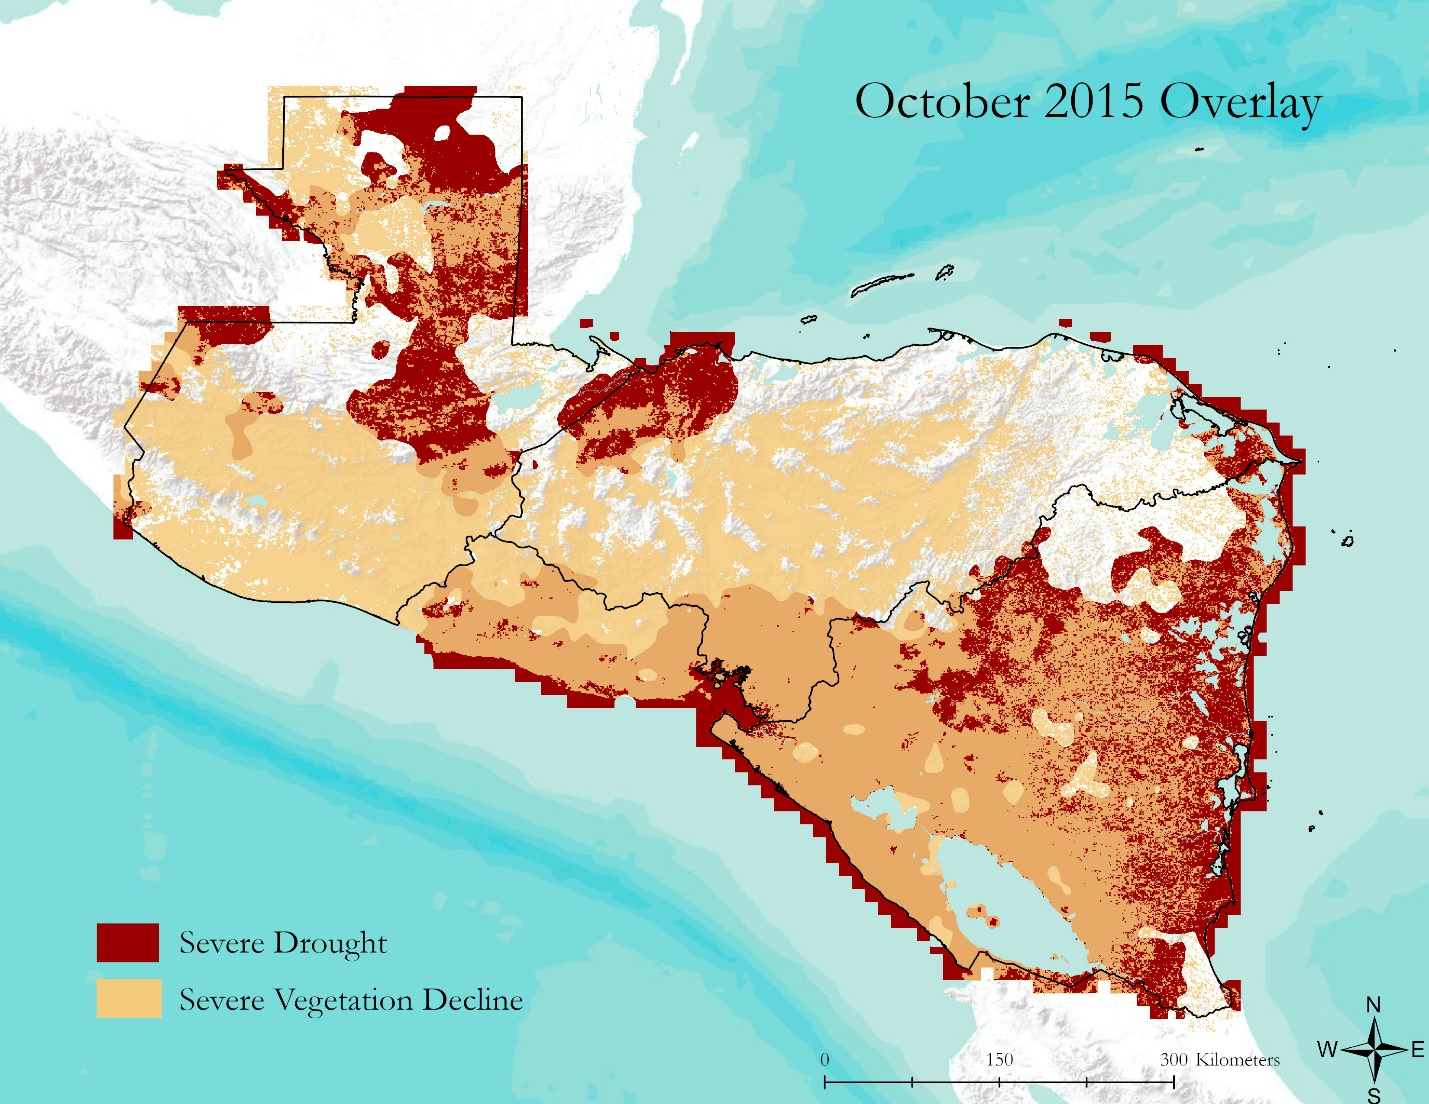 October 2015 Overlay
Severe Drought
Severe Vegetation Decline
0 150 300 Kilometers
N
W E
S